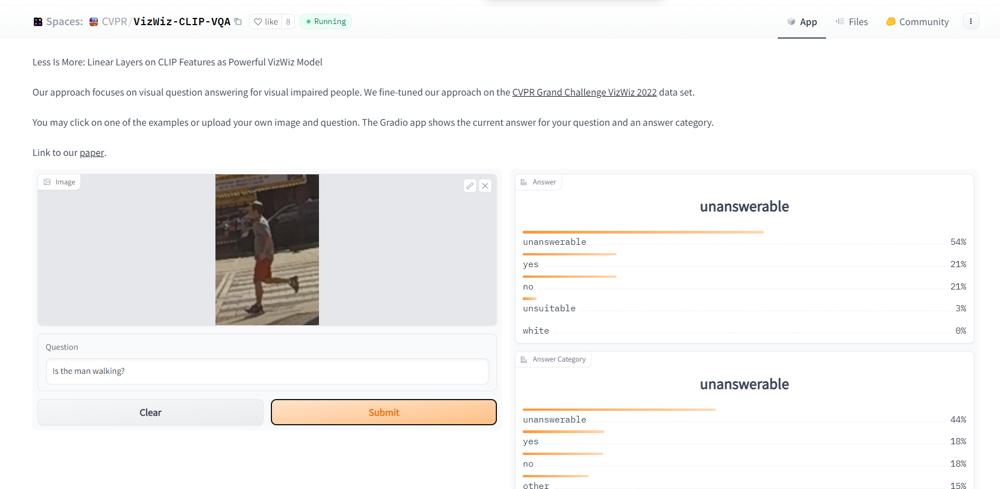 Spaces: CVPR/VizWiz-CLIP-VQA like 8 Running App Files Community
Less Is More: Linear Layers on CLIP Features as Powerful VizWiz Model
Our approach focuses on visual question answering for visual impaired people. We fine-tuned our approach on the CVPR Grand Challenge VizWiz 2022 data set.
You may click on one of the examples or upload your own image and question. The Gradio app shows the current answer for your question and an answer category.
Link to our paper.
Image
Question
Is the man walking?
Clear Submit
Answer
unanswerable
unanswerable 54%
yes 21%
no 21%
unsuitable 3%
white 0%
Answer Category
unanswerable
unanswerable 44%
yes 18%
no 18%
other 15%